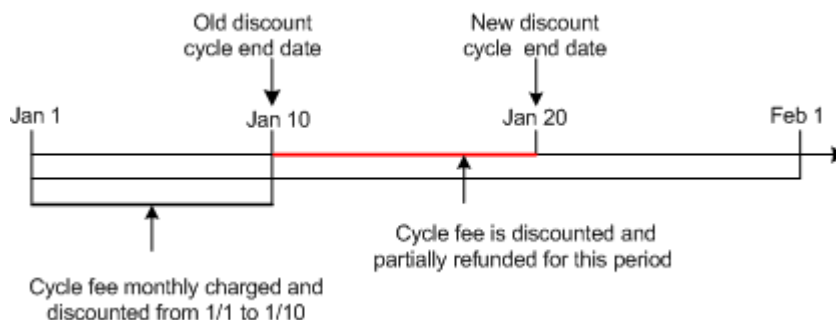 Old discount
cycle end date
New discount
cycle end date
Jan 1
Jan 10
Jan 20
Feb 1
Cycle fee is discounted and
partially refunded for this period
Cycle fee monthly charged and
discounted from 1/1 to 1/10